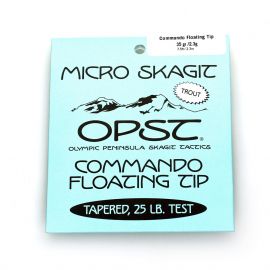 Commando Floating Tip
35 gr./2.3g
MICRO SKAGIT
TROUT
OPST®
OLYMPIC PENINSULA SKAGIT TACTICS
COMMANDO
FLOATING TIP
TAPERED, 25 LB. TEST